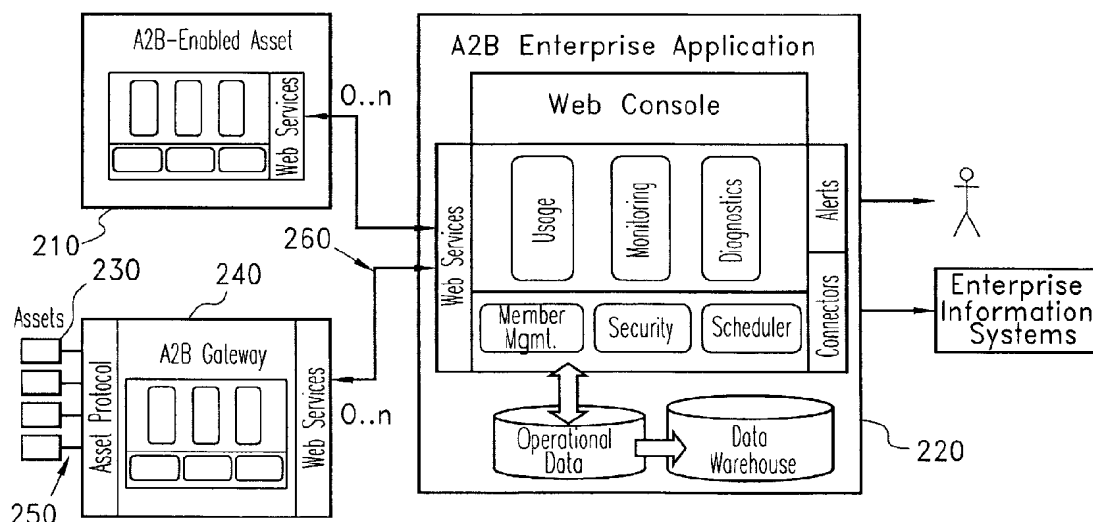 A2B-Enabled Asset
Web Services
0..n
210
A2B Enterprise Application
Web Console
Web Services
Usage
Monitoring
Diagnostics
Alerts
Connectors
Member
Mgmt.
Security
Scheduler
Operational
Data
Data
Warehouse
220
Enterprise
Information
Systems
260
230
240
Assets
Asset Protocol
A2B Gateway
Web Services
0..n
250